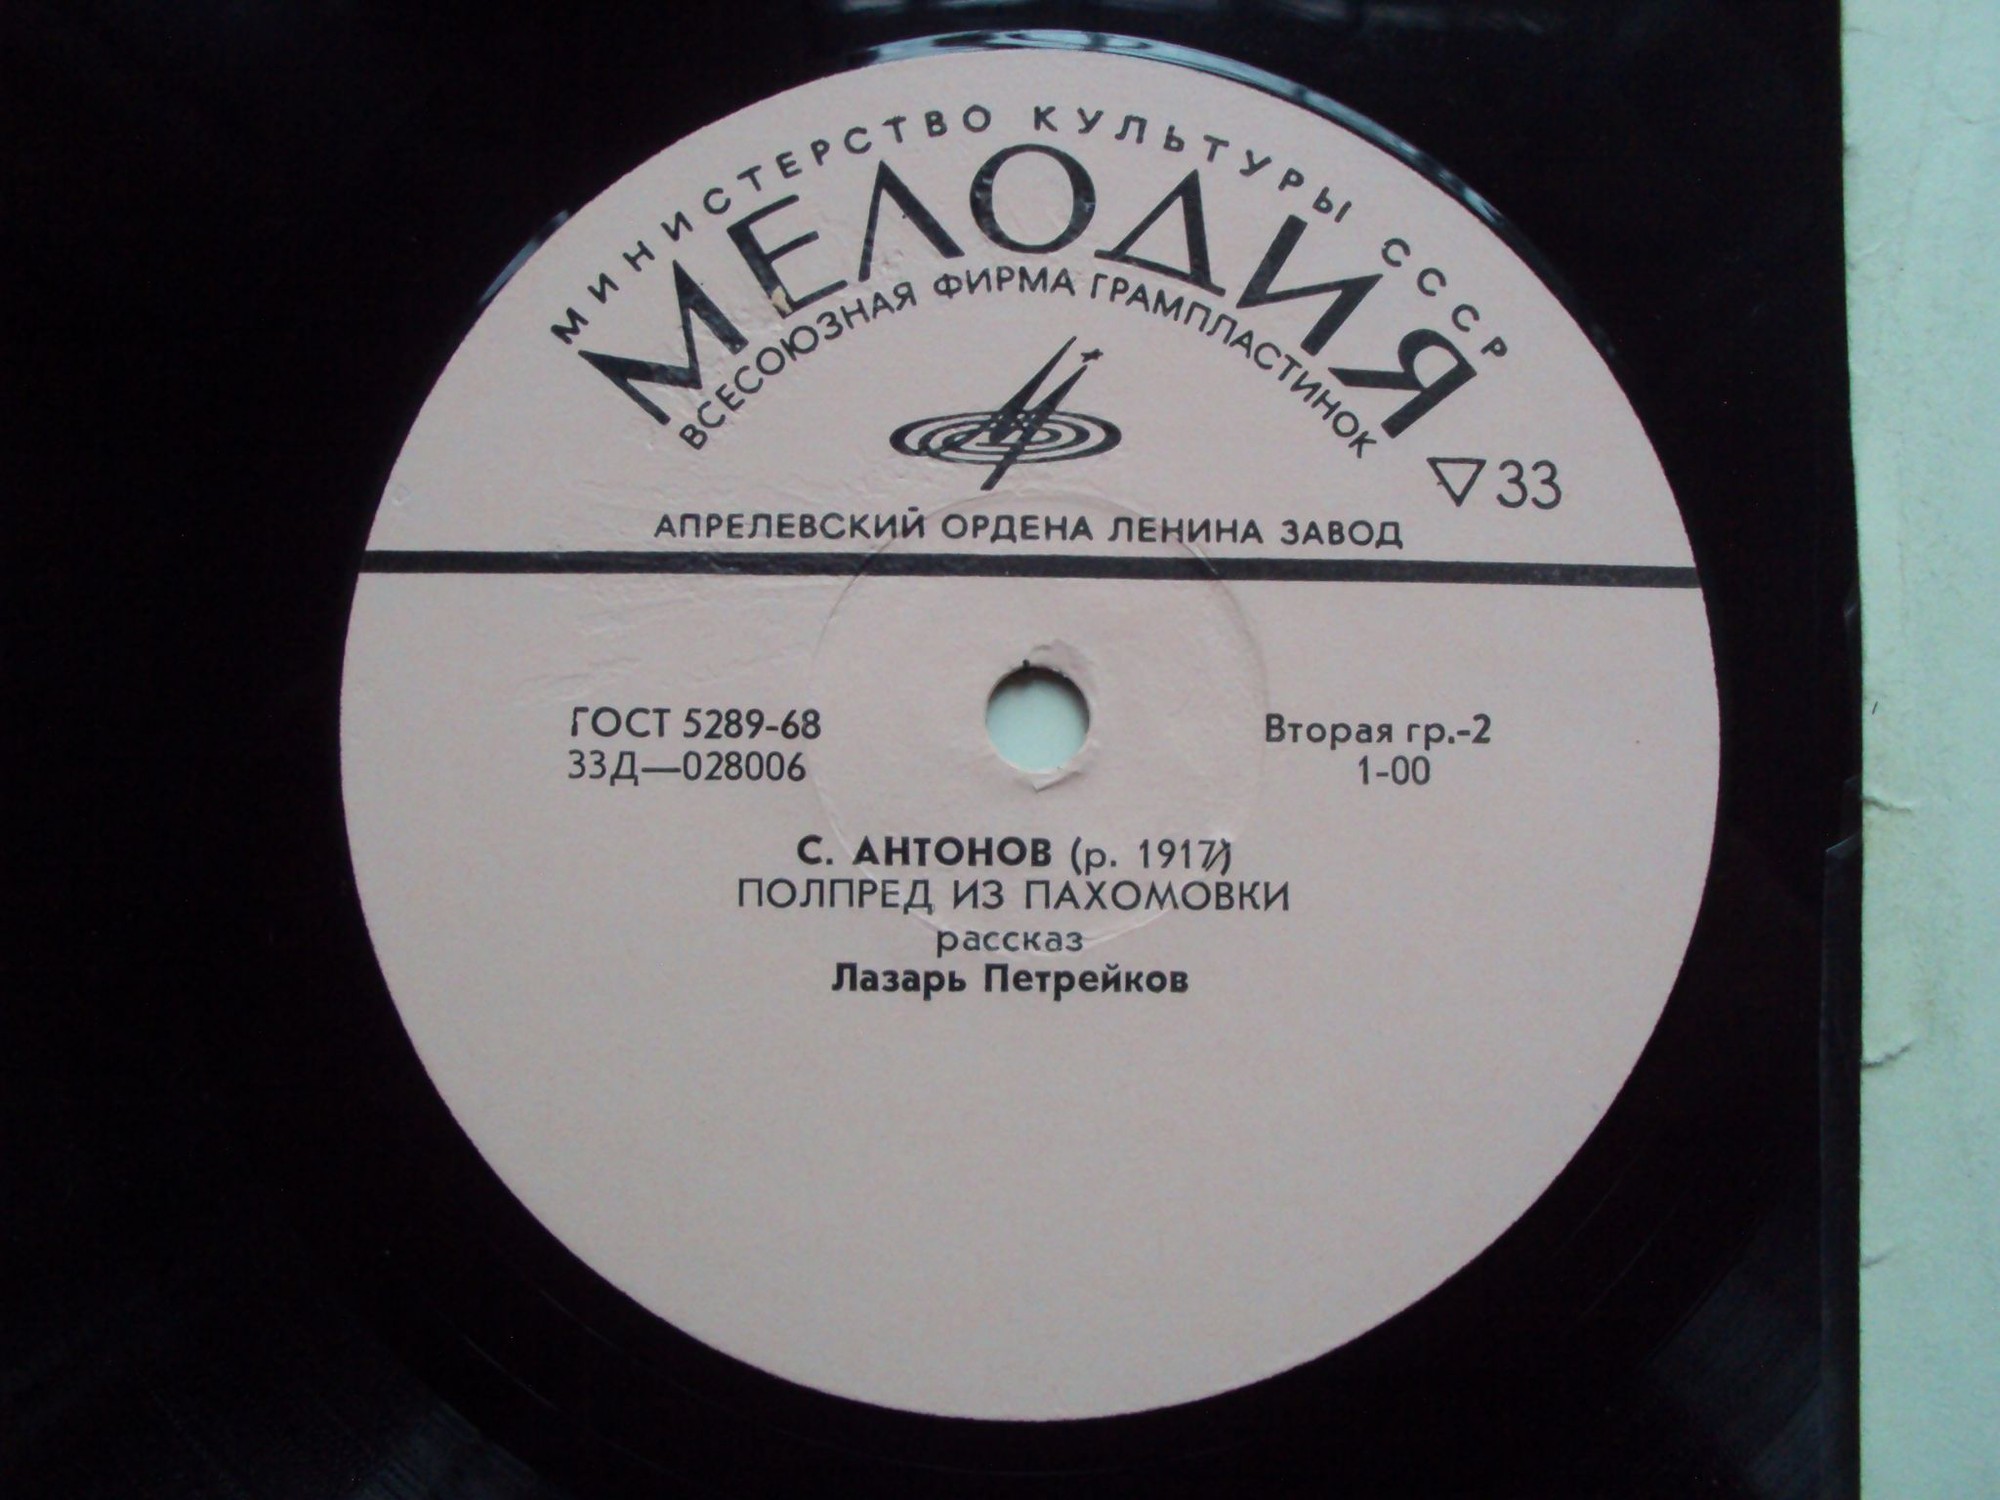 МИНИСТЕРСТВО КУЛЬТУРЫ СССР
МЕЛОДИЯ
ВСЕСОЮЗНАЯ ФИРМА ГРАМПЛАСТИНОК
33
АПРЕЛЕВСКИЙ ОРДЕНА ЛЕНИНА ЗАВОД
ГОСТ 5289-68
33Д—028006
Вторая гр.-2
1-00
С. АНТОНОВ (р. 1917)
ПОЛПРЕД ИЗ ПАХОМОВКИ
рассказ
Лазарь Петрейков